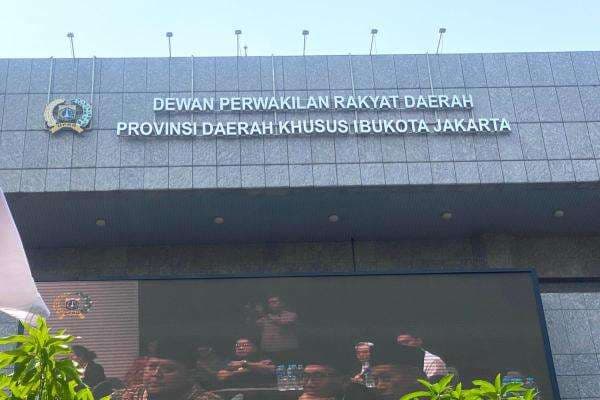 DEWAN PERWAKILAN RAKYAT DAERAH
PROVINSI DAERAH KHUSUS IBUKOTA JAKARTA